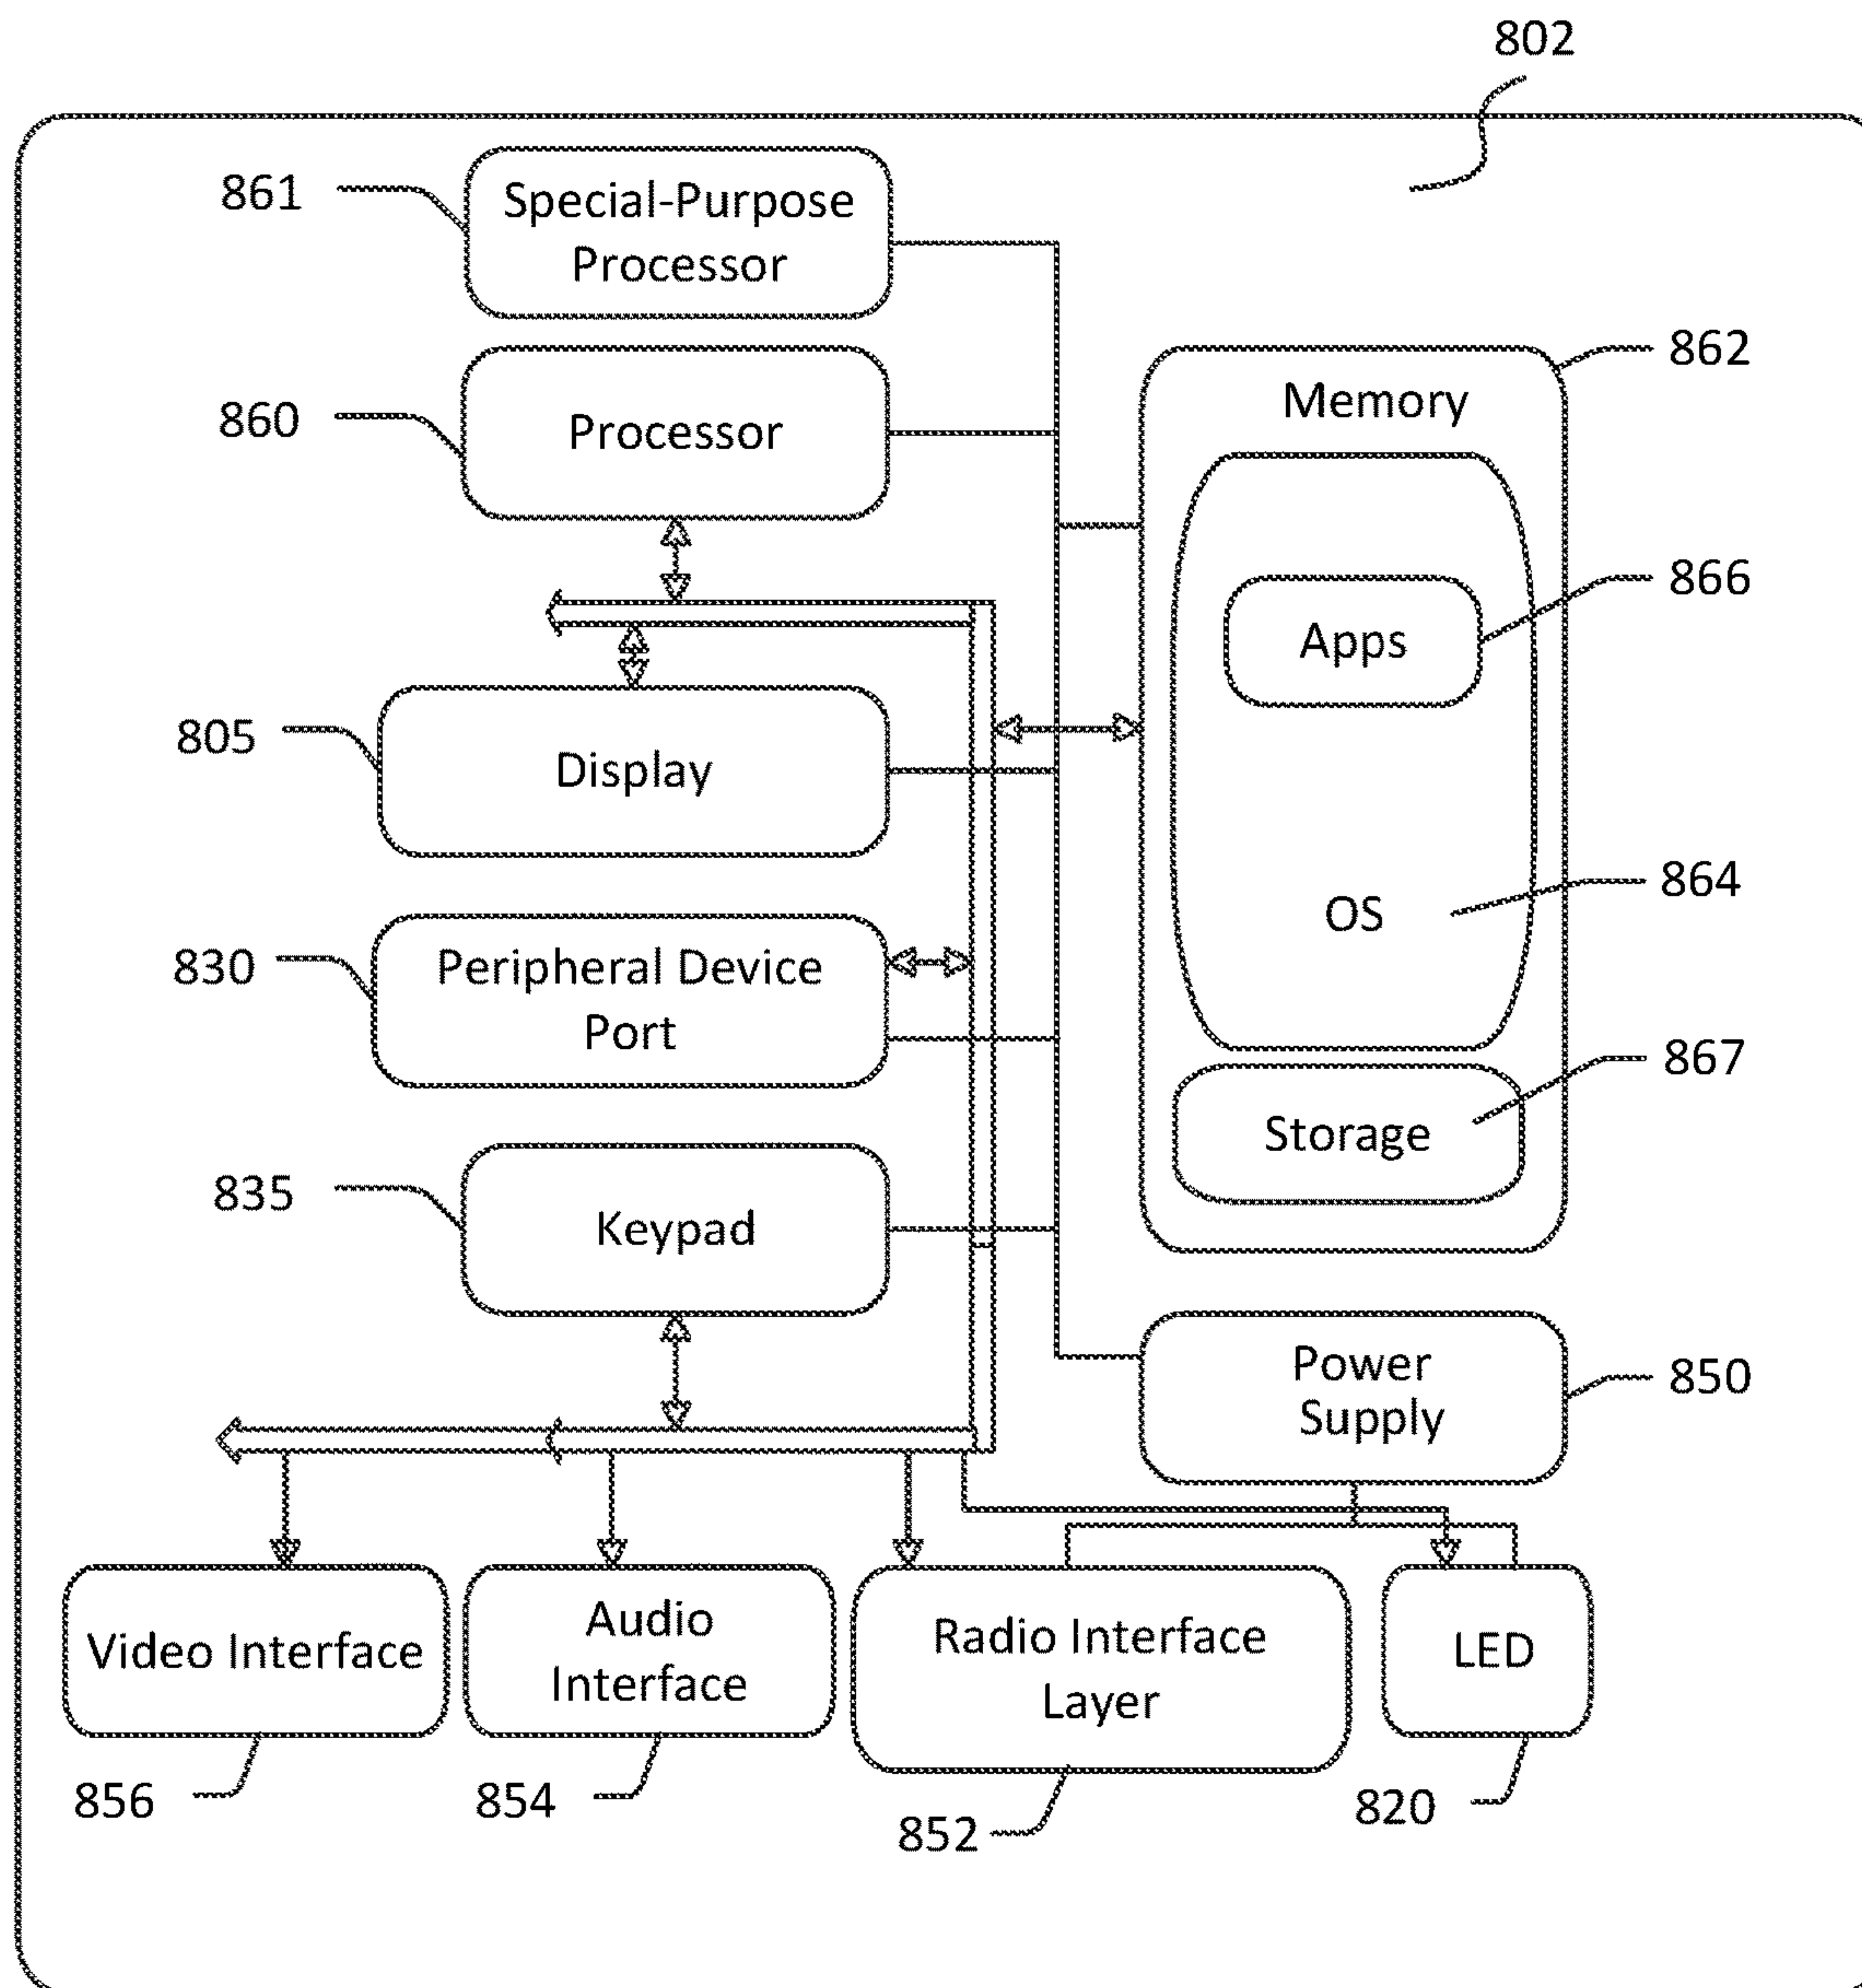 802
861
Special-Purpose
Processor
862
Memory
860
Processor
866
Apps
805
Display
864
OS
830
Peripheral Device
Port
867
Storage
835
Keypad
850
Power
Supply
Video Interface
Audio
Interface
Radio Interface
Layer
LED
856
854
852
820